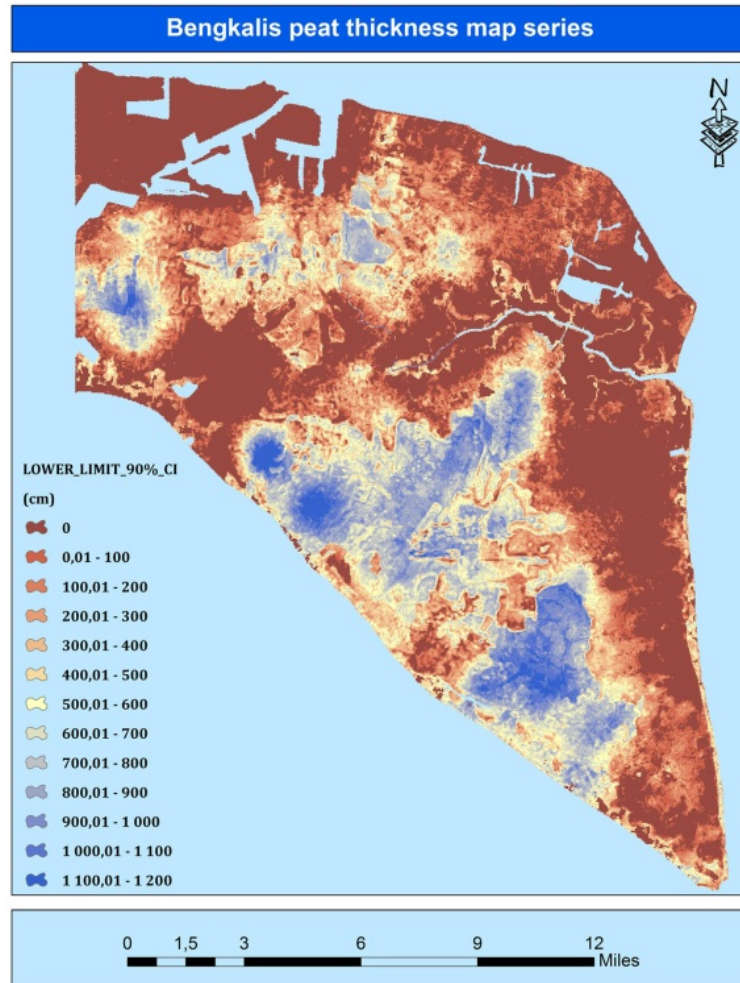 Bengkalis peat thickness map series
N
LOWER_LIMIT_90%_CI
(cm)
0
0,01 - 100
100,01 - 200
200,01 - 300
300,01 - 400
400,01 - 500
500,01 - 600
600,01 - 700
700,01 - 800
800,01 - 900
900,01 - 1 000
1 000,01 - 1 100
1 100,01 - 1 200
0 1,5 3 6 9 12
Miles